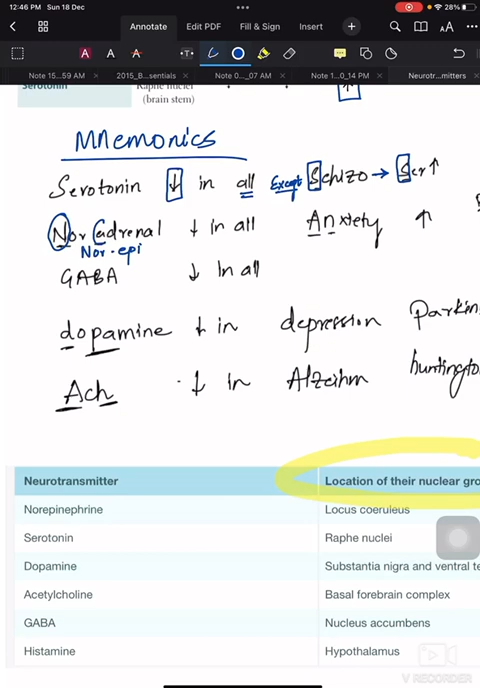 12:46 PM Sun 18 Dec
28%
Annotate Edit PDF Fill & Sign Insert
Note 15...59 AM × 2015_B...sentials × Note 0..._07 AM × Note 1...0_14 PM × Neurotr...mitters ×
Serotonin Raphe nuclei
(brain stem)
Mnemonics
Serotonin ↓ in all Except Schizo → Ser↑
Nor adrenal ↓ in all Anxiety ↑
Nor-epi
GABA ↓ in all
dopamine ↓ in depression Parkin
Ach ↓ in Alzeihm huntington
Neurotransmitter Location of their nuclear gro
Norepinephrine Locus coeruleus
Serotonin Raphe nuclei
Dopamine Substantia nigra and ventral te
Acetylcholine Basal forebrain complex
GABA Nucleus accumbens
Histamine Hypothalamus
V RECORDER